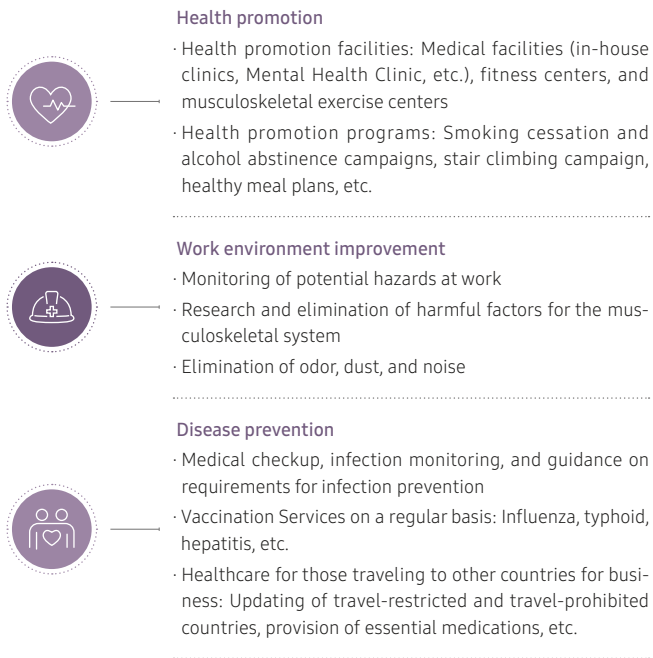 Health promotion
· Health promotion facilities: Medical facilities (in-house
clinics, Mental Health Clinic, etc.), fitness centers, and
musculoskeletal exercise centers
· Health promotion programs: Smoking cessation and
alcohol abstinence campaigns, stair climbing campaign,
healthy meal plans, etc.
Work environment improvement
· Monitoring of potential hazards at work
· Research and elimination of harmful factors for the mus-
culoskeletal system
· Elimination of odor, dust, and noise
Disease prevention
· Medical checkup, infection monitoring, and guidance on
requirements for infection prevention
· Vaccination Services on a regular basis: Influenza, typhoid,
hepatitis, etc.
· Healthcare for those traveling to other countries for busi-
ness: Updating of travel-restricted and travel-prohibited
countries, provision of essential medications, etc.